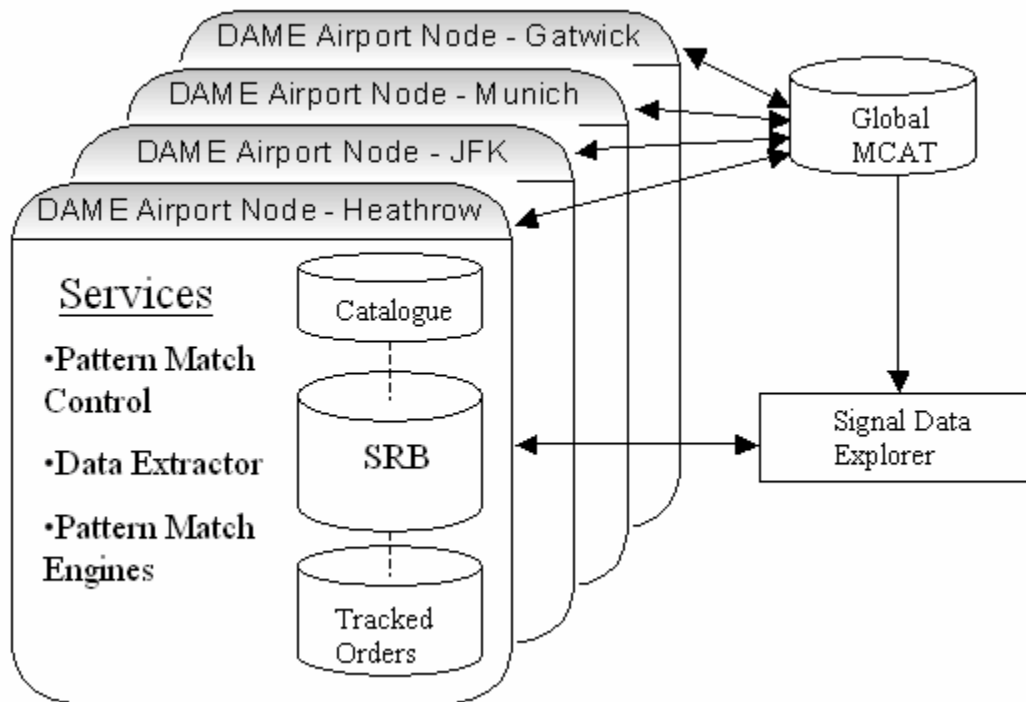 DAME Airport Node - Gatwick
DAME Airport Node - Munich
DAME Airport Node - JFK
DAME Airport Node - Heathrow
Global
MCAT
Services
•Pattern Match
Control
•Data Extractor
•Pattern Match
Engines
Catalogue
SRB
Tracked
Orders
Signal Data
Explorer